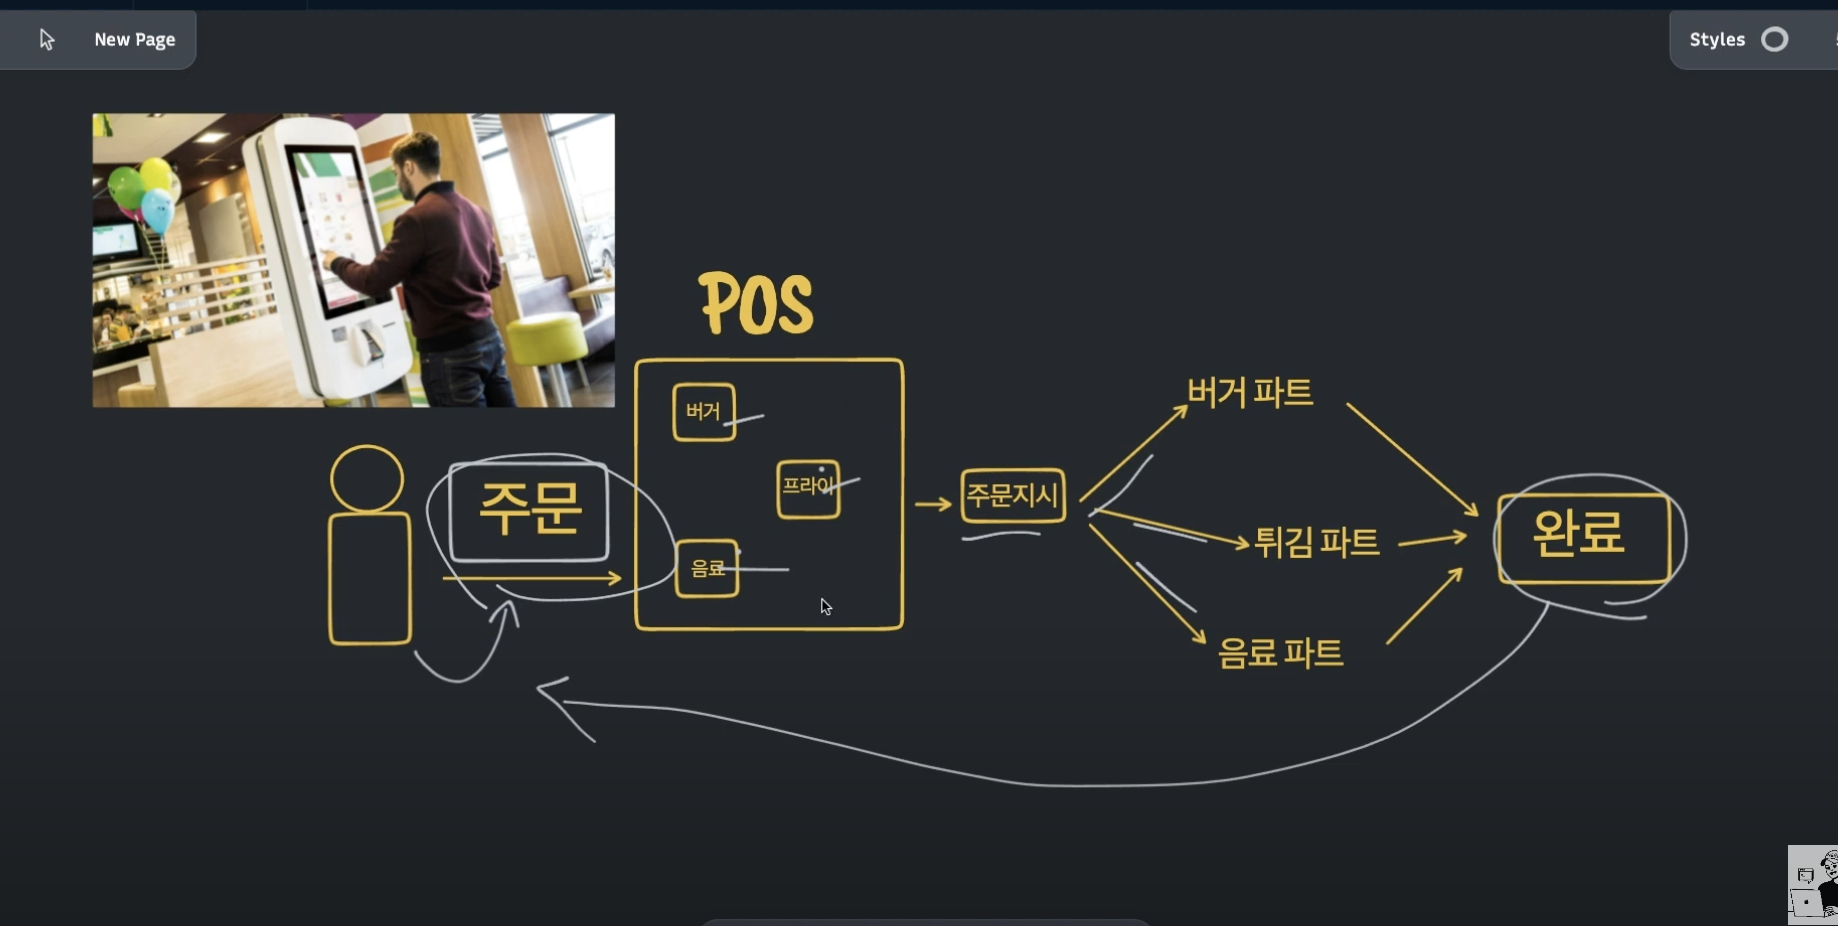 New Page
Styles
POS
버거
프라이
음료
주문
주문지시
버거 파트
튀김 파트
음료 파트
완료